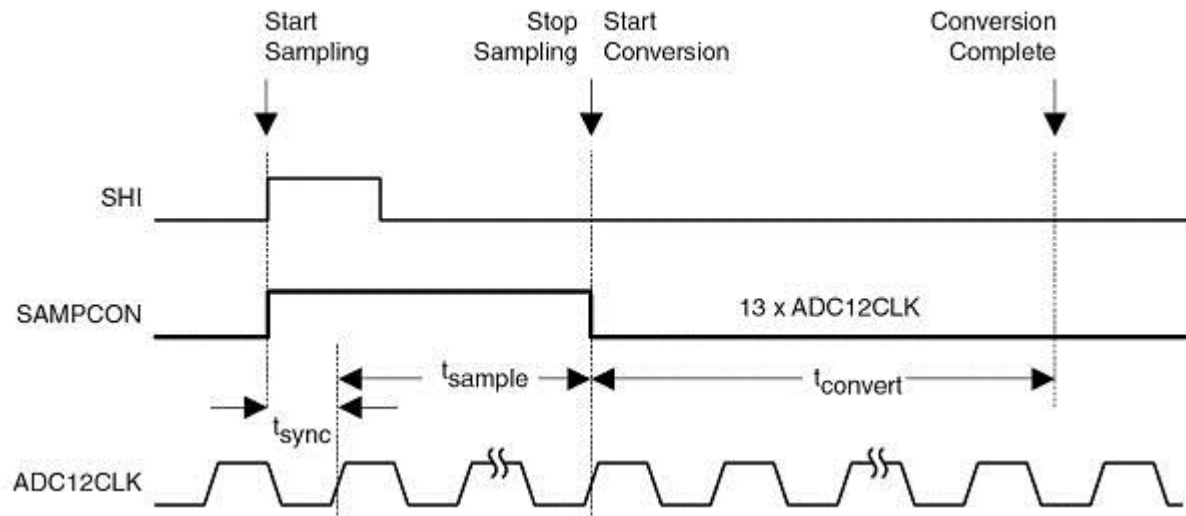 Start
Sampling
Stop
Sampling
Start
Conversion
Conversion
Complete
SHI
SAMPCON
13 x ADC12CLK
tsample
tconvert
tsync
ADC12CLK